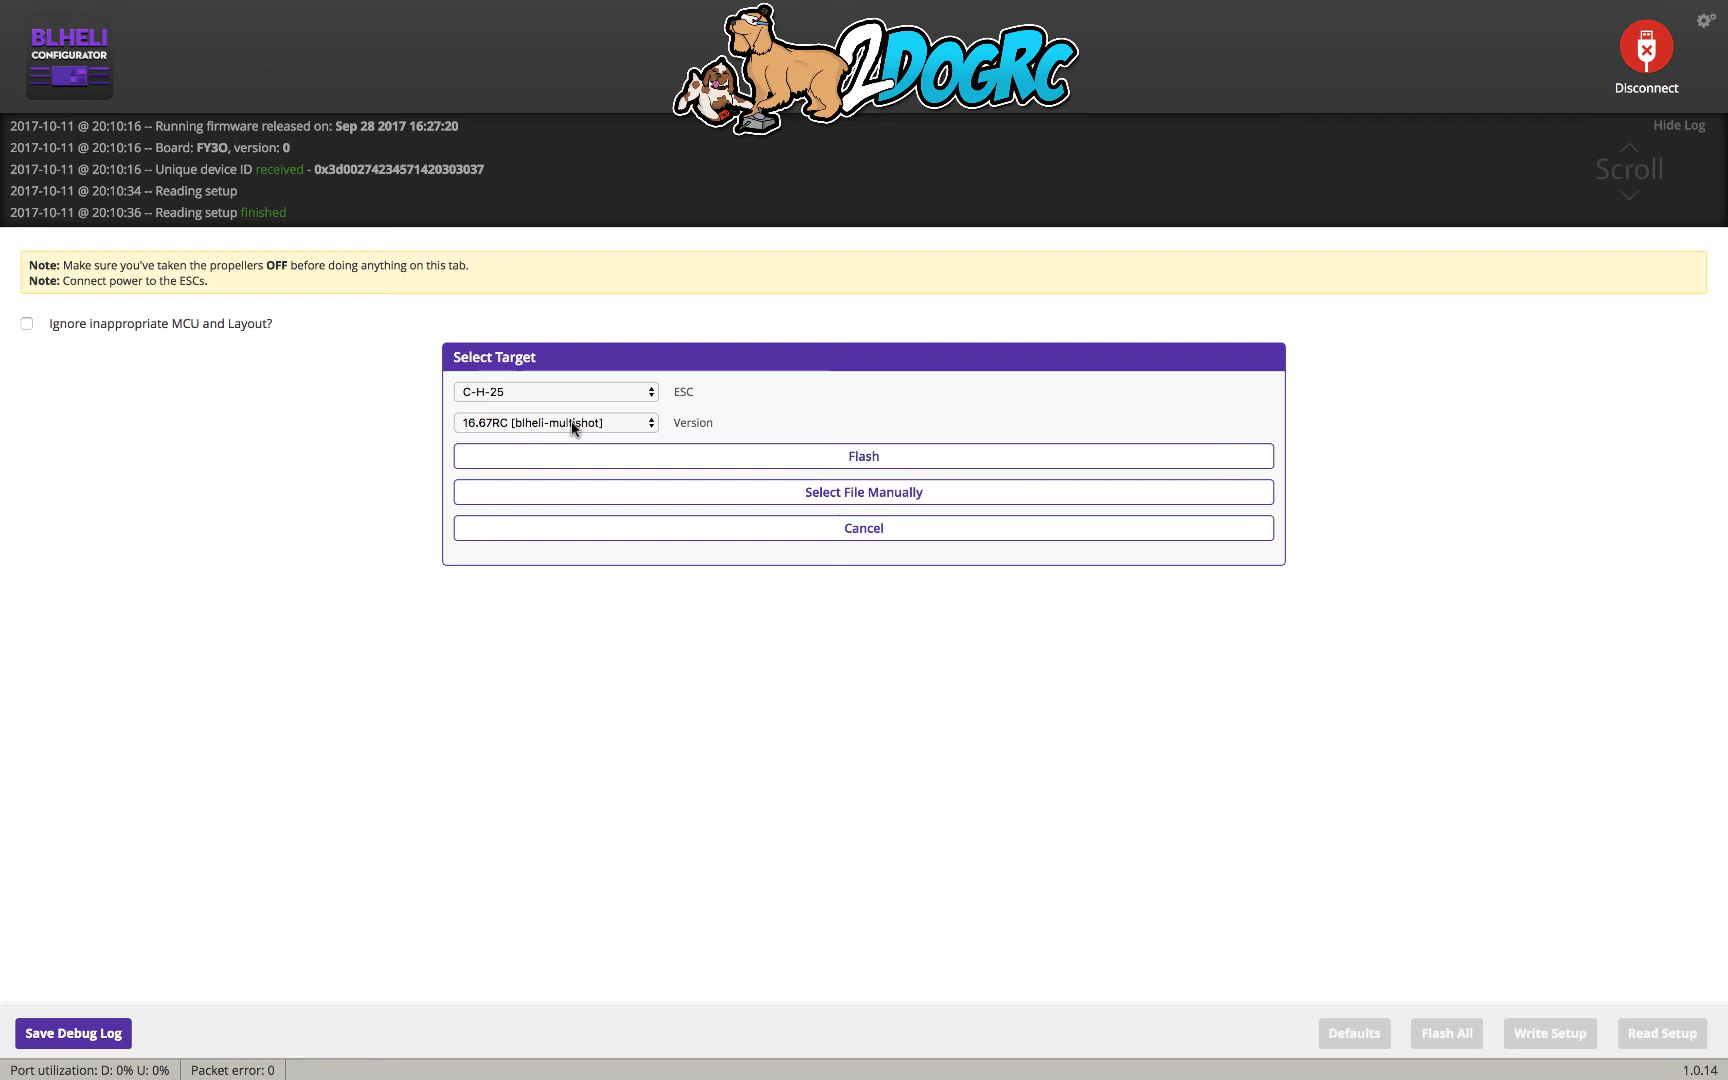 BLHELI
CONFIGURATOR
2DogRC
Disconnect
2017-10-11 @ 20:10:16 -- Running firmware released on: Sep 28 2017 16:27:20
Hide Log
2017-10-11 @ 20:10:16 -- Board: FY3O, version: 0
2017-10-11 @ 20:10:16 -- Unique device ID received - 0x3d00274234571420303037
Scroll
2017-10-11 @ 20:10:34 -- Reading setup
2017-10-11 @ 20:10:36 -- Reading setup finished
Note: Make sure you've taken the propellers OFF before doing anything on this tab.
Note: Connect power to the ESCs.
Ignore inappropriate MCU and Layout?
Select Target
C-H-25 ESC
16.67RC [blheli-multishot] Version
Flash
Select File Manually
Cancel
Save Debug Log Defaults Flash All Write Setup Read Setup
Port utilization: D: 0% U: 0% Packet error: 0 1.0.14